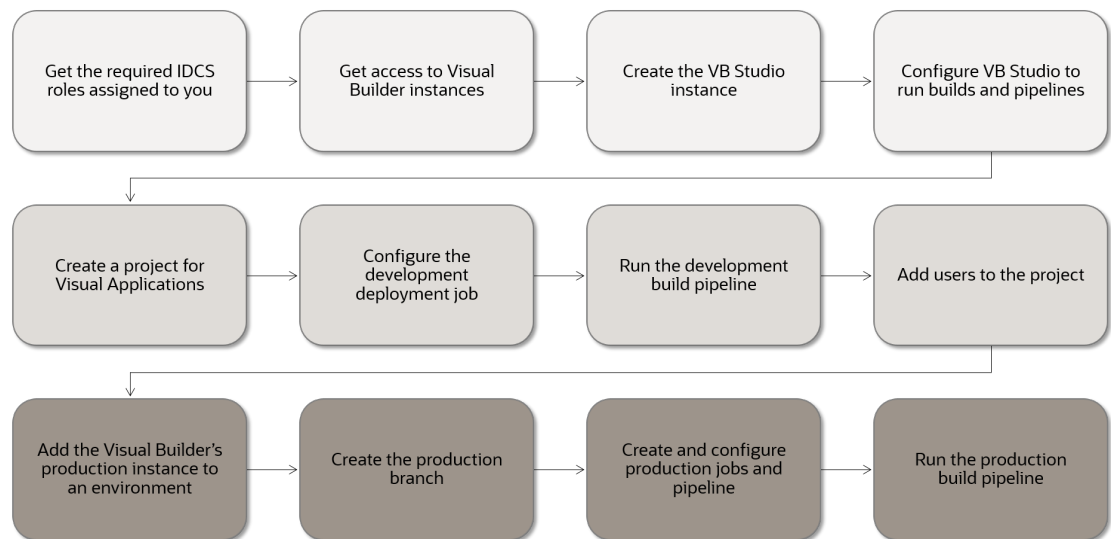 Get the required IDCS
roles assigned to you
Get access to Visual
Builder instances
Create the VB Studio
instance
Configure VB Studio to
run builds and pipelines
Create a project for
Visual Applications
Configure the
development
deployment job
Run the development
build pipeline
Add users to the project
Add the Visual Builder's
production instance to
an environment
Create the production
branch
Create and configure
production jobs and
pipeline
Run the production
build pipeline